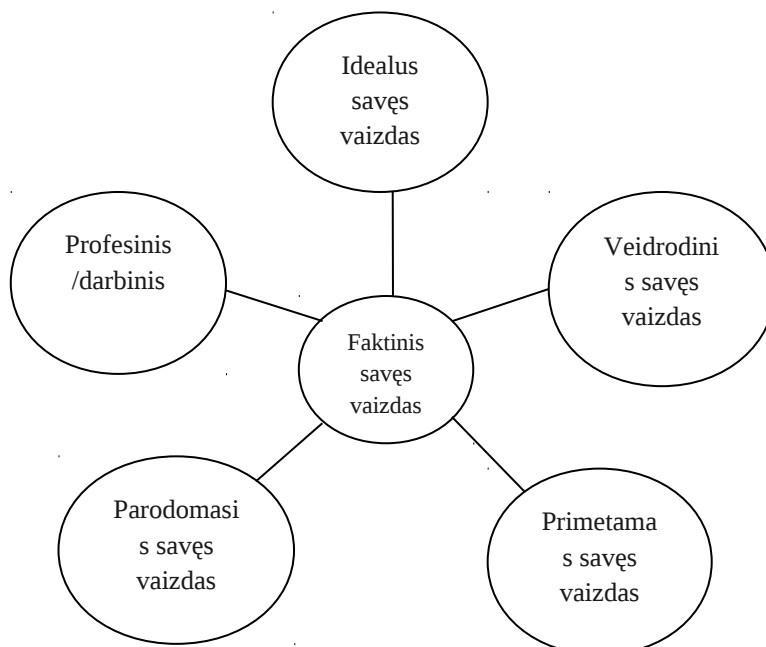 Idealus
savęs
vaizdas
Profesinis
/darbinis
Veidrodini
s savęs
vaizdas
Faktinis
savęs
vaizdas
Parodomasi
s savęs
vaizdas
Primetama
s savęs
vaizdas